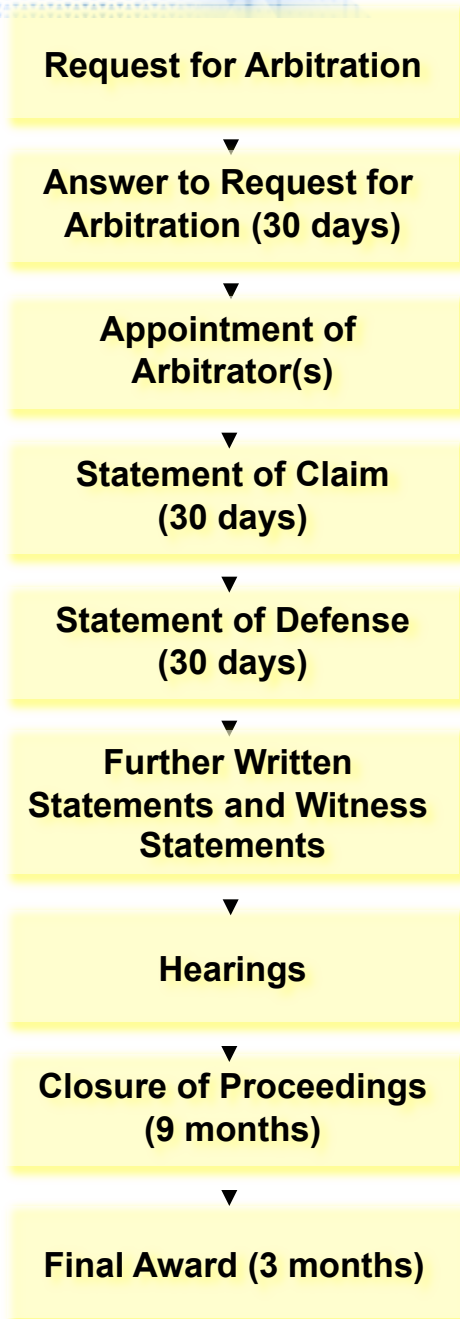 Request for Arbitration
Answer to Request for
Arbitration (30 days)
Appointment of
Arbitrator(s)
Statement of Claim
(30 days)
Statement of Defense
(30 days)
Further Written
Statements and Witness
Statements
Hearings
Closure of Proceedings
(9 months)
Final Award (3 months)